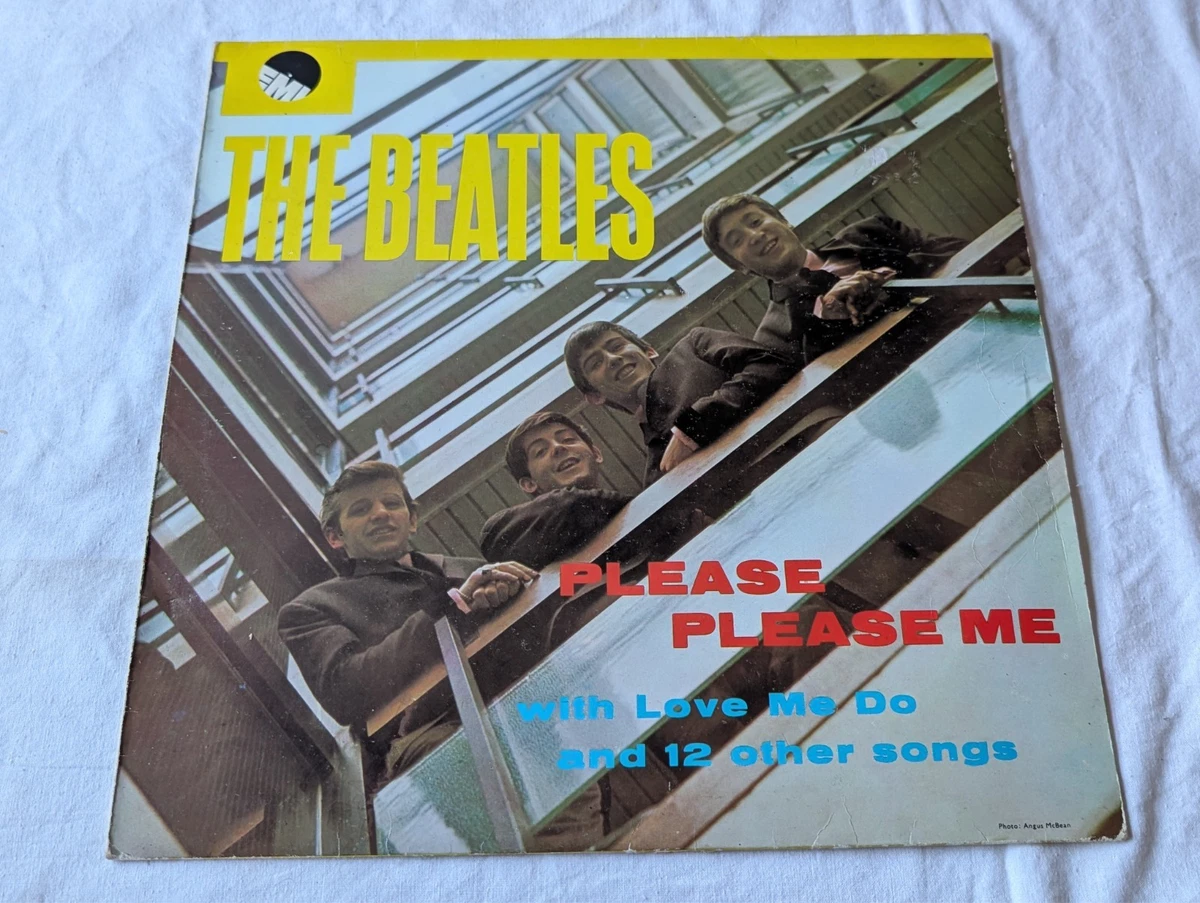 EMI
THE BEATLES
PLEASE
PLEASE ME
with Love Me Do
and 12 other songs
Photo: Angus McBean